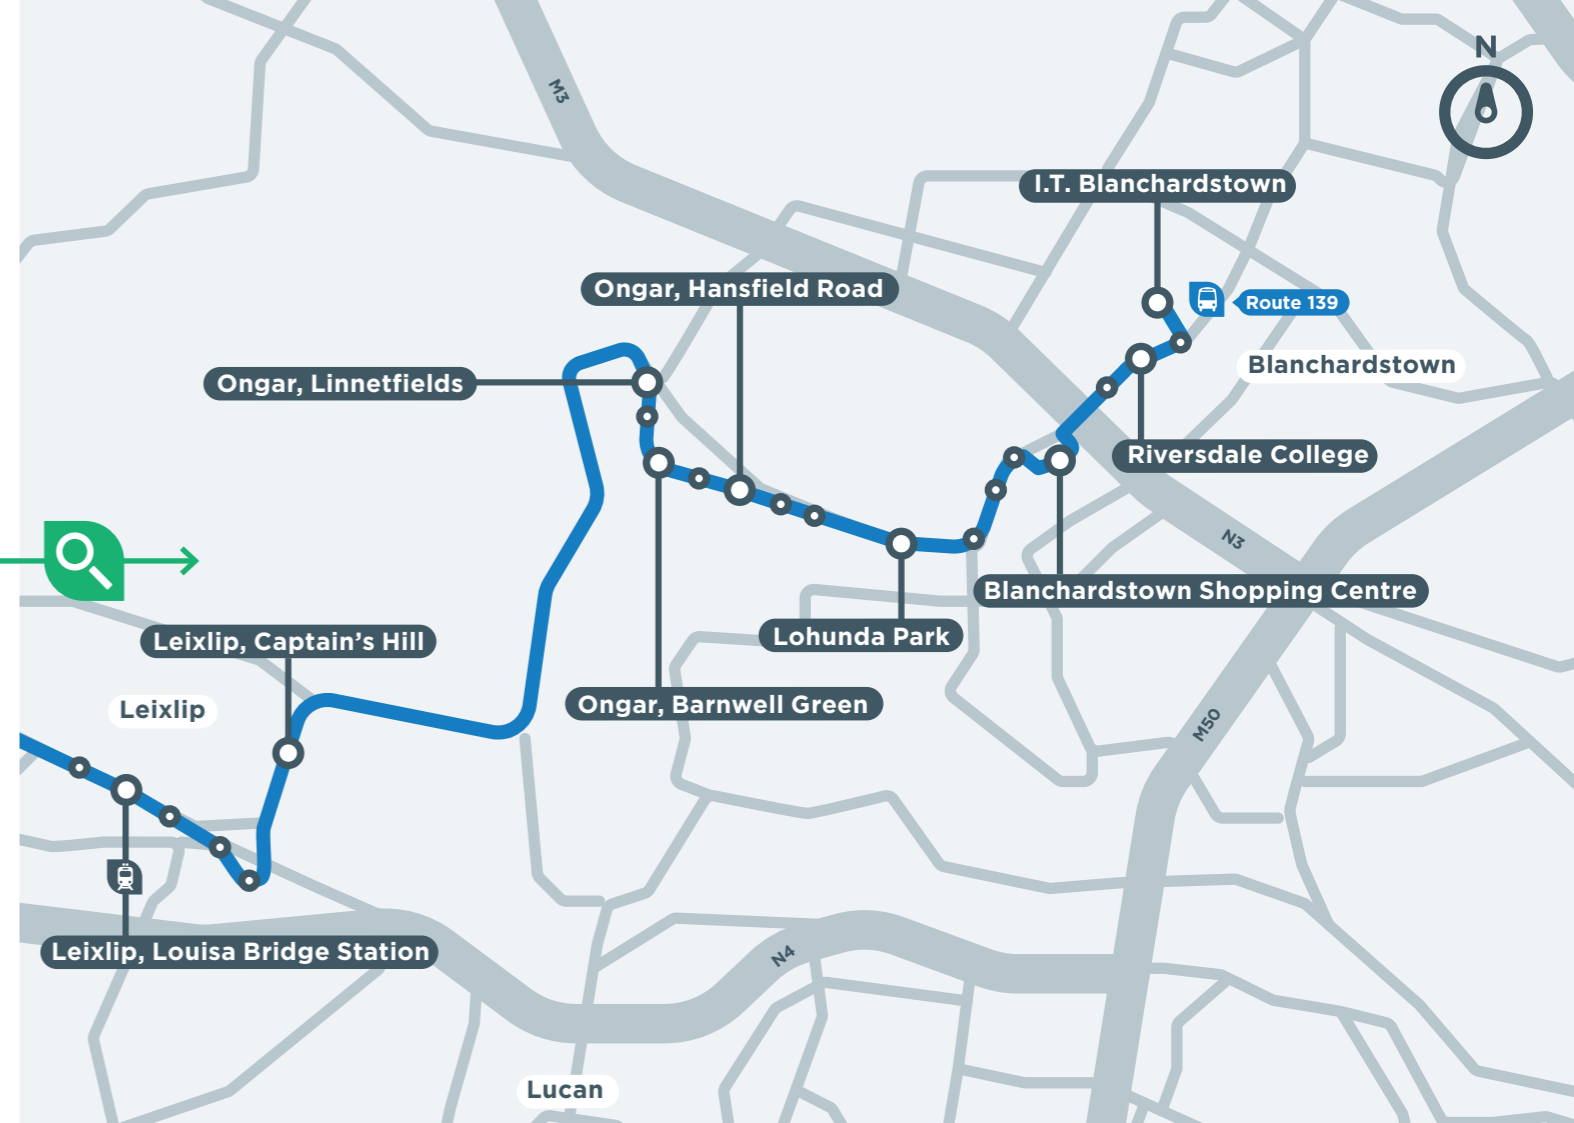 N
M3
I.T. Blanchardstown
Ongar, Hansfield Road
Route 139
Blanchardstown
Ongar, Linnetfields
Riversdale College
N3
Blanchardstown Shopping Centre
Lohunda Park
Leixlip, Captain's Hill
Ongar, Barnwell Green
Leixlip
M50
Leixlip, Louisa Bridge Station
N4
Lucan